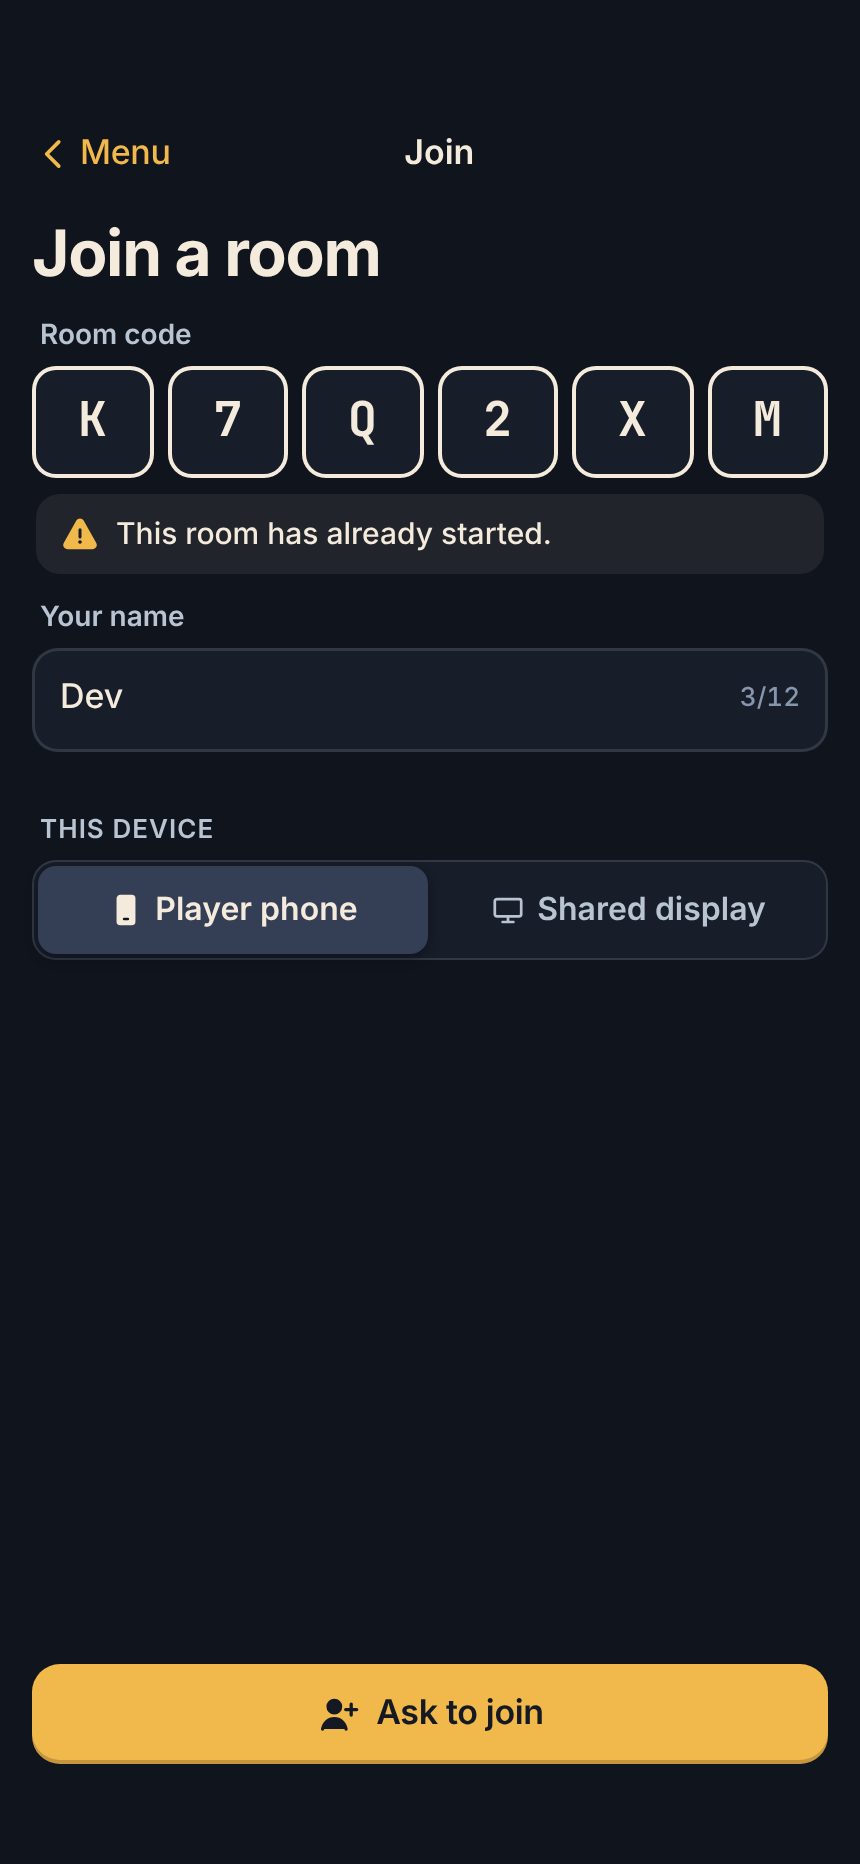 Menu
Join
Join a room
Room code
K 7 Q 2 X M
This room has already started.
Your name
Dev 3/12
THIS DEVICE
Player phone Shared display
Ask to join